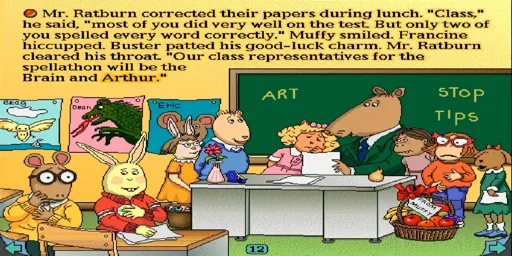 Mr. Ratburn corrected their papers during lunch. "Class,"
he said, "most of you did very well on the test. But only two of
you spelled every word correctly." Muffy smiled. Francine
hiccupped. Buster patted his good-luck charm. Mr. Ratburn
cleared his throat. "Our class representatives for the
spellathon will be the
Brain and Arthur."
GREG
Dean
EMC
ART
STOP
TIPS
MUFFY
12